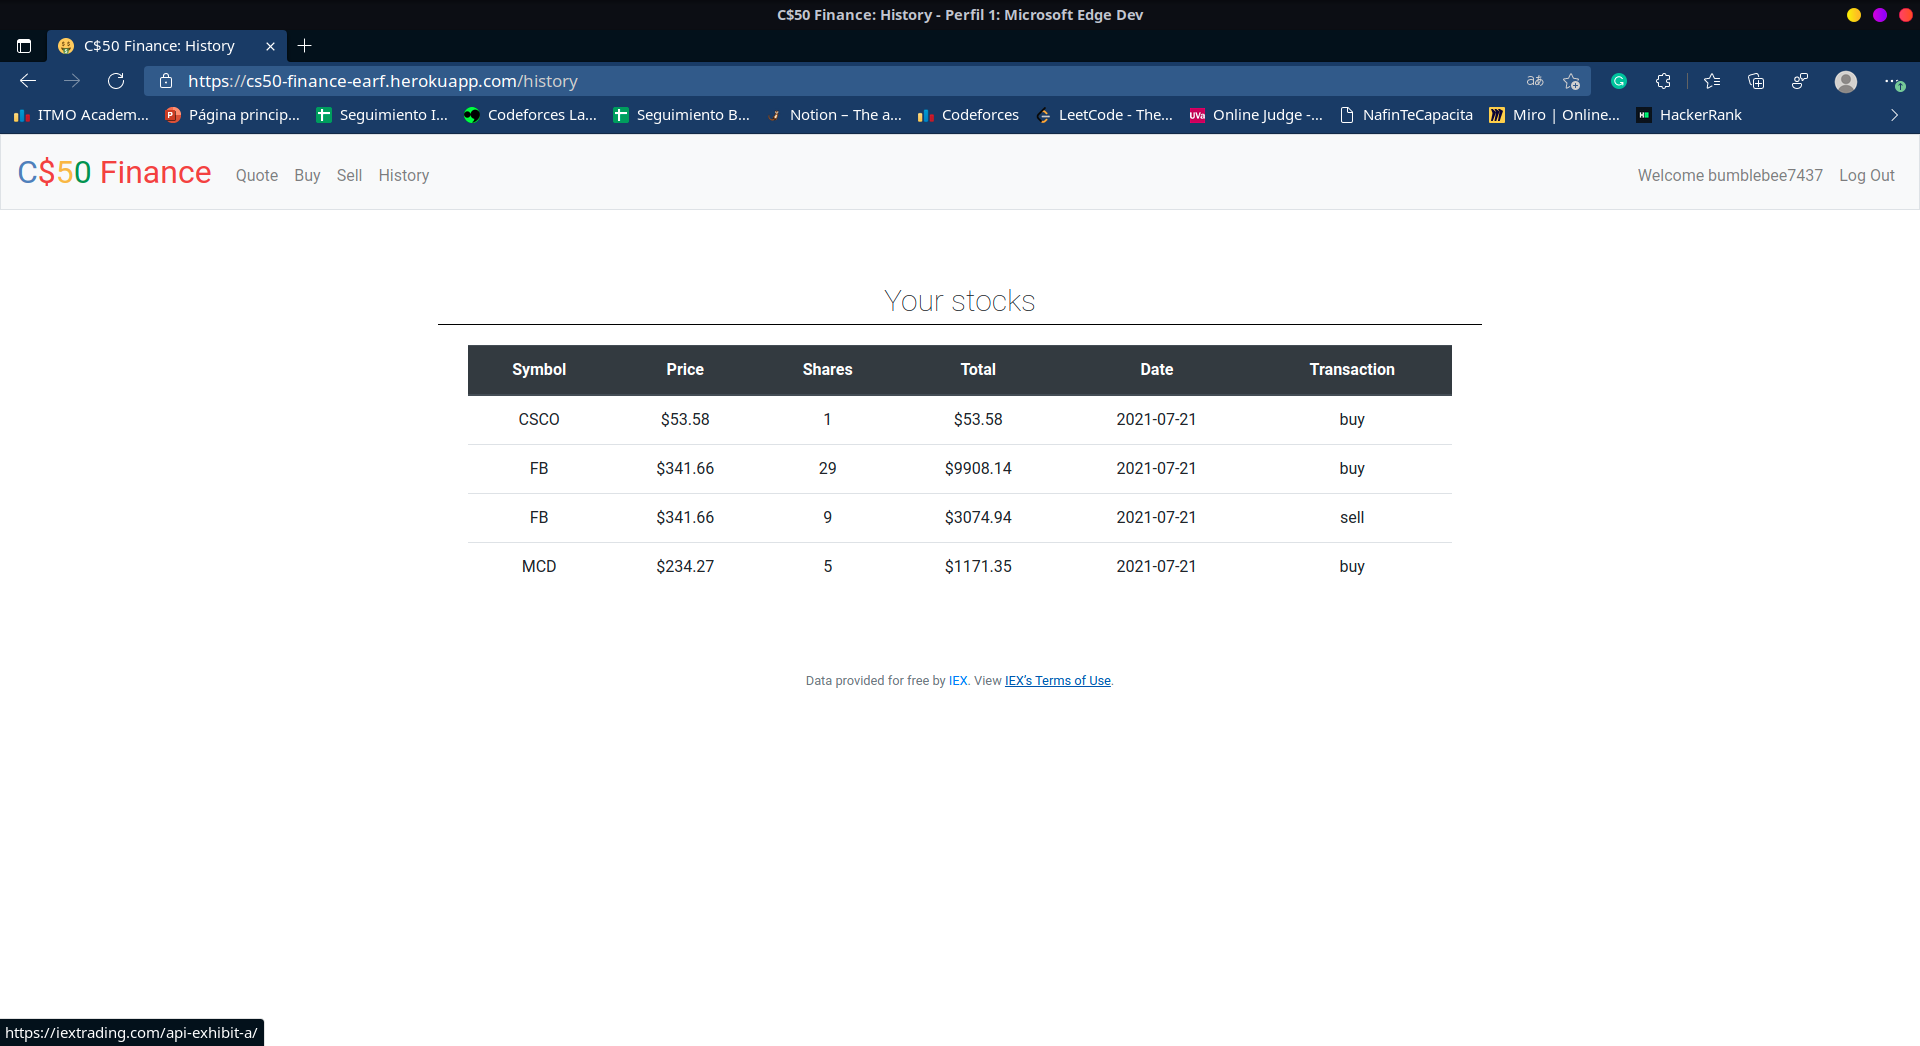 C$50 Finance: History - Perfil 1: Microsoft Edge Dev
C$50 Finance: History
https://cs50-finance-earf.herokuapp.com/history
aあ
ITMO Academ... Página princip... Seguimiento I... Codeforces La... Seguimiento B... Notion – The a... Codeforces LeetCode - The... UVa Online Judge -... NafinTeCapacita Miro | Online... HackerRank
C$50 Finance Quote Buy Sell History Welcome bumblebee7437 Log Out
Your stocks
Symbol Price Shares Total Date Transaction
CSCO $53.58 1 $53.58 2021-07-21 buy
FB $341.66 29 $9908.14 2021-07-21 buy
FB $341.66 9 $3074.94 2021-07-21 sell
MCD $234.27 5 $1171.35 2021-07-21 buy
Data provided for free by IEX. View IEX’s Terms of Use.
https://iextrading.com/api-exhibit-a/